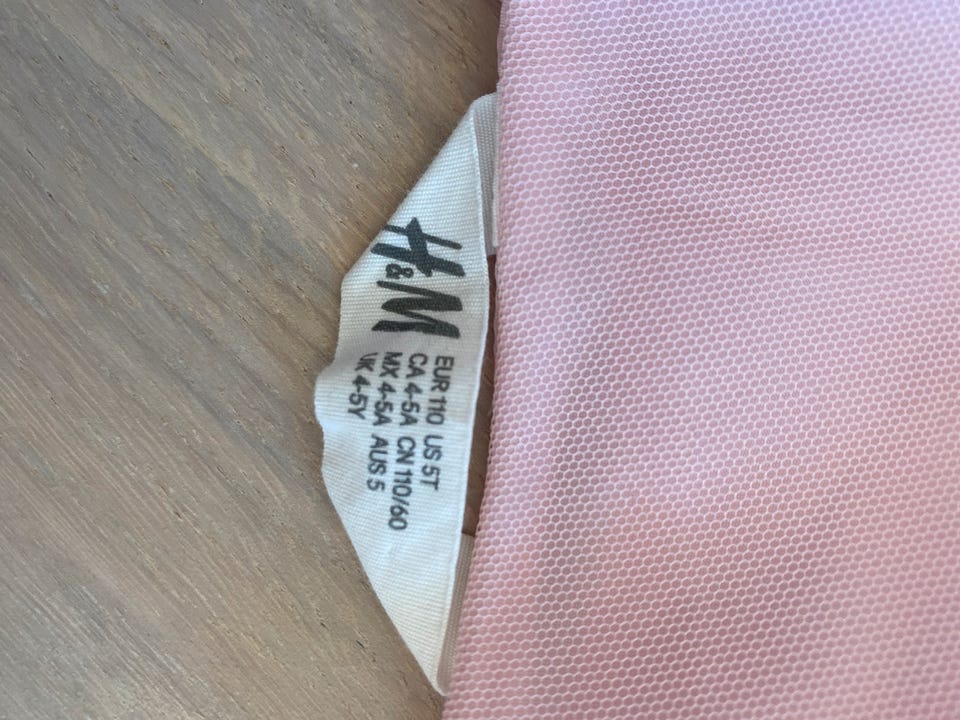 H&M
EUR 110 US 5T
CA 4-5A CN 110/60
MX 4-5A AUS 5
UK 4-5Y